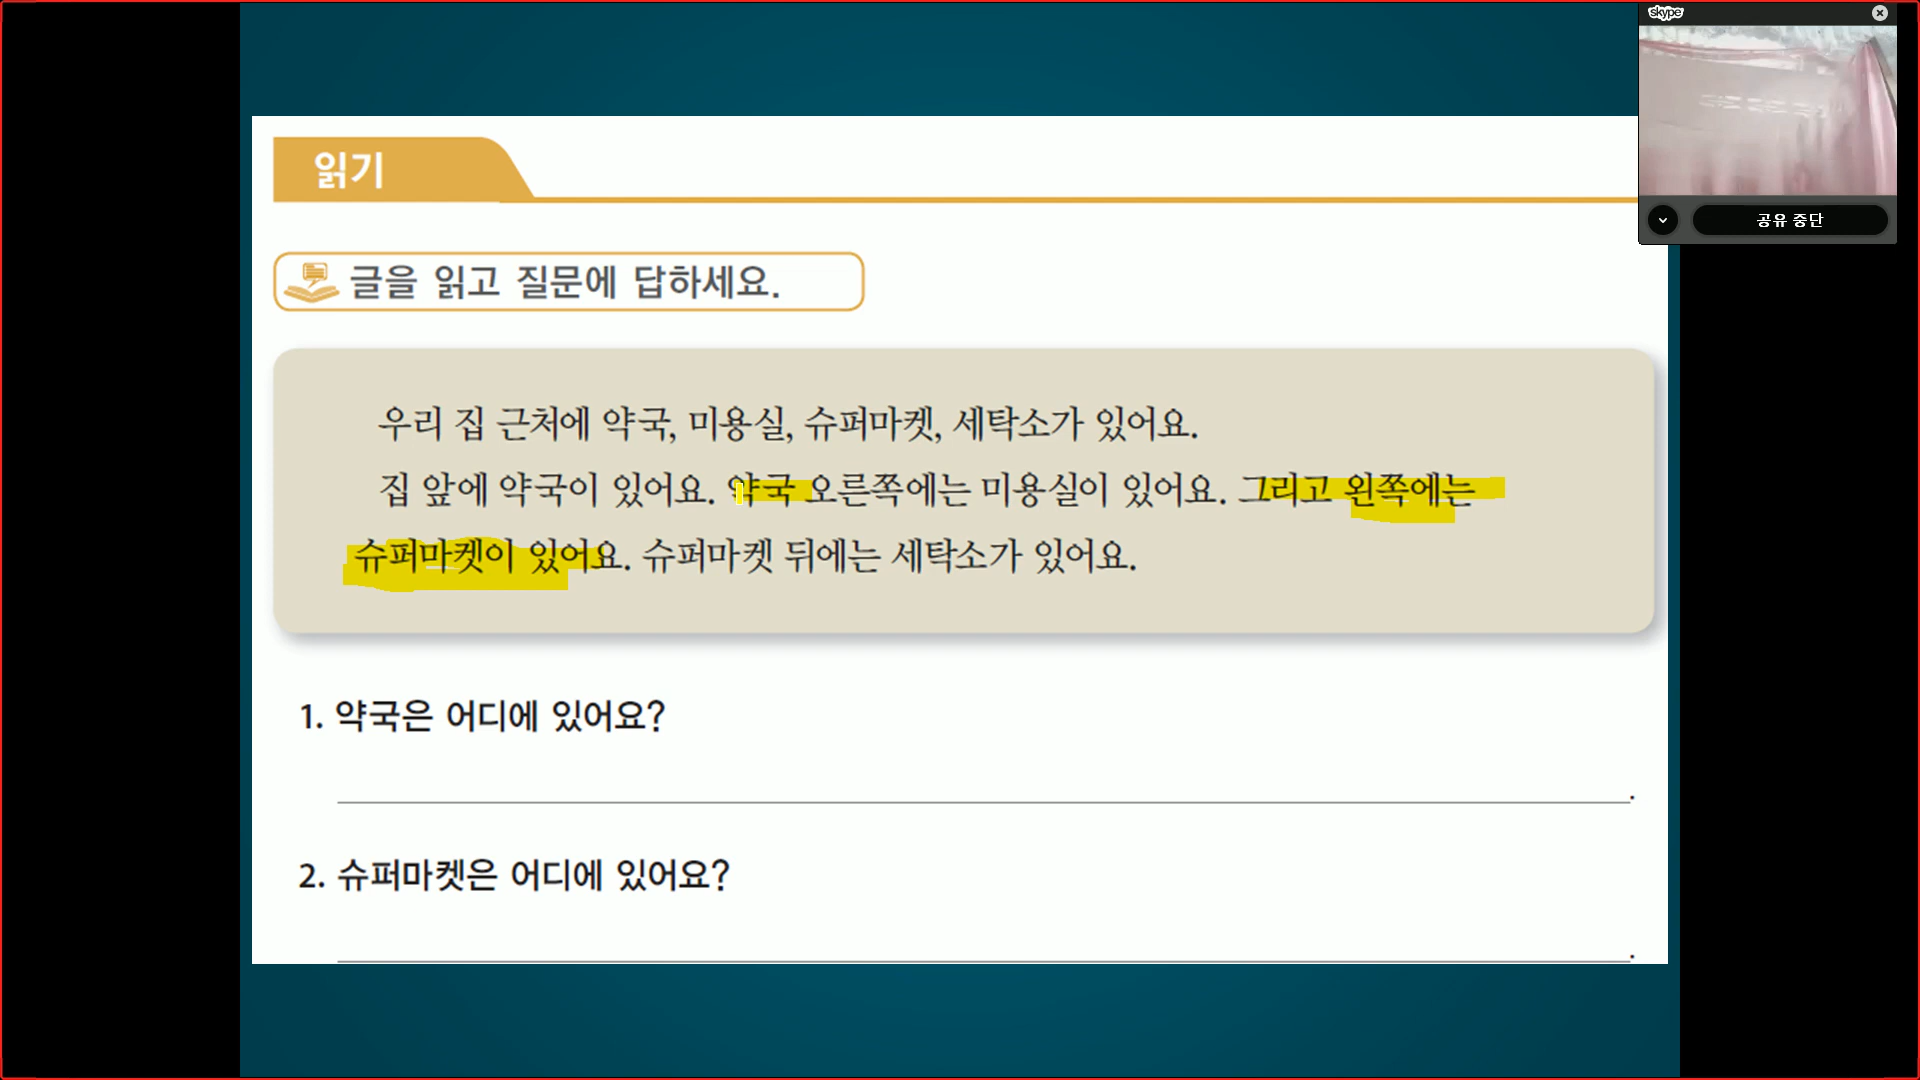 skype
공유 중단
읽기
글을 읽고 질문에 답하세요.
우리 집 근처에 약국, 미용실, 슈퍼마켓, 세탁소가 있어요.
집 앞에 약국이 있어요. 약국 오른쪽에는 미용실이 있어요. 그리고 왼쪽에는
슈퍼마켓이 있어요. 슈퍼마켓 뒤에는 세탁소가 있어요.
1. 약국은 어디에 있어요?
.
2. 슈퍼마켓은 어디에 있어요?
.